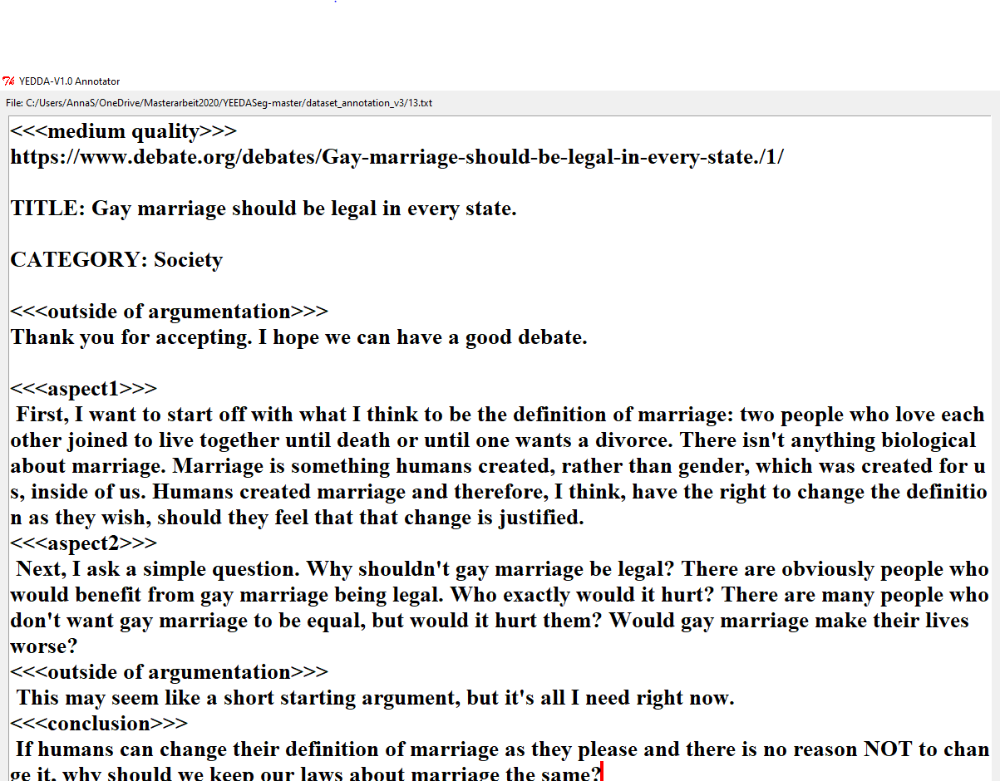 YEDDA-V1.0 Annotator
File: C:/Users/AnnaS/OneDrive/Masterarbeit2020/YEEDASeg-master/dataset_annotation_v3/13.txt
<<<medium quality>>>
https://www.debate.org/debates/Gay-marriage-should-be-legal-in-every-state./1/
TITLE: Gay marriage should be legal in every state.
CATEGORY: Society
<<<outside of argumentation>>>
Thank you for accepting. I hope we can have a good debate.
<<<aspect1>>>
First, I want to start off with what I think to be the definition of marriage: two people who love each
other joined to live together until death or until one wants a divorce. There isn't anything biological
about marriage. Marriage is something humans created, rather than gender, which was created for u
s, inside of us. Humans created marriage and therefore, I think, have the right to change the definitio
n as they wish, should they feel that that change is justified.
<<<aspect2>>>
Next, I ask a simple question. Why shouldn't gay marriage be legal? There are obviously people who
would benefit from gay marriage being legal. Who exactly would it hurt? There are many people who
don't want gay marriage to be equal, but would it hurt them? Would gay marriage make their lives
worse?
<<<outside of argumentation>>>
This may seem like a short starting argument, but it's all I need right now.
<<<conclusion>>>
If humans can change their definition of marriage as they please and there is no reason NOT to chan
ge it, why should we keep our laws about marriage the same?